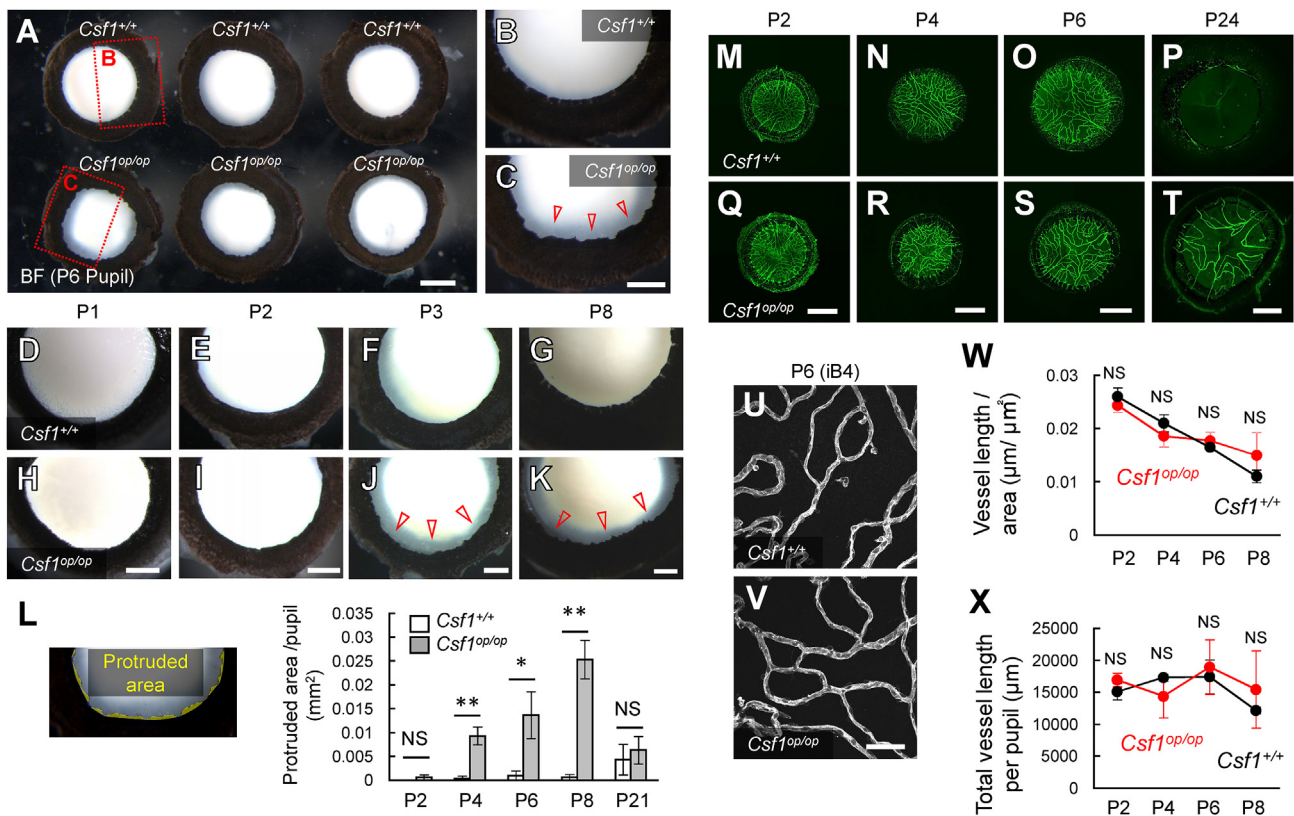 A
Csf1+/+
Csf1+/+
Csf1+/+
B
Csf1op/op
Csf1op/op
Csf1op/op
C
BF (P6 Pupil)
B
Csf1+/+
C
Csf1op/op
P1
P2
P3
P8
D
E
F
G
Csf1+/+
H
I
J
K
Csf1op/op
L
Protruded
area
Protruded area /pupil
(mm2)
0.035
0.03
0.025
0.02
0.015
0.01
0.005
0
Csf1+/+
Csf1op/op
NS
**
*
**
NS
P2
P4
P6
P8
P21
P2
P4
P6
P24
M
N
O
P
Csf1+/+
Q
R
S
T
Csf1op/op
P6 (iB4)
U
Csf1+/+
V
Csf1op/op
W
Vessel length /
area (μm/ μm2)
0.03
0.02
0.01
0
NS
NS
NS
NS
Csf1op/op
Csf1+/+
P2
P4
P6
P8
X
Total vessel length
per pupil (μm)
25000
20000
15000
10000
5000
0
NS
NS
NS
NS
Csf1op/op
Csf1+/+
P2
P4
P6
P8